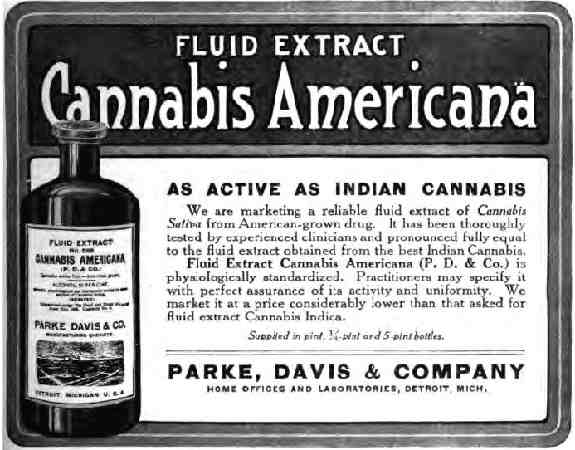 FLUID EXTRACT
Cannabis Americana
AS ACTIVE AS INDIAN CANNABIS
We are marketing a reliable fluid extract of Cannabis
Sativa from American-grown drug. It has been thoroughly
tested by experienced clinicians and pronounced fully equal
to the fluid extract obtained from the best Indian Cannabis.
Fluid Extract Cannabis Americana (P. D. & Co.) is
physiologically standardized. Practitioners may specify it
with perfect assurance of its activity and uniformity. We
market it at a price considerably lower than that asked for
fluid extract Cannabis Indica.
Supplied in pint, ¼-pint and 5-pint bottles.
PARKE, DAVIS & COMPANY
HOME OFFICES AND LABORATORIES, DETROIT, MICH.
FLUID EXTRACT
CANNABIS AMERICANA
(P. D. & CO.)
PARKE DAVIS & CO.
DETROIT, MICHIGAN, U. S. A.